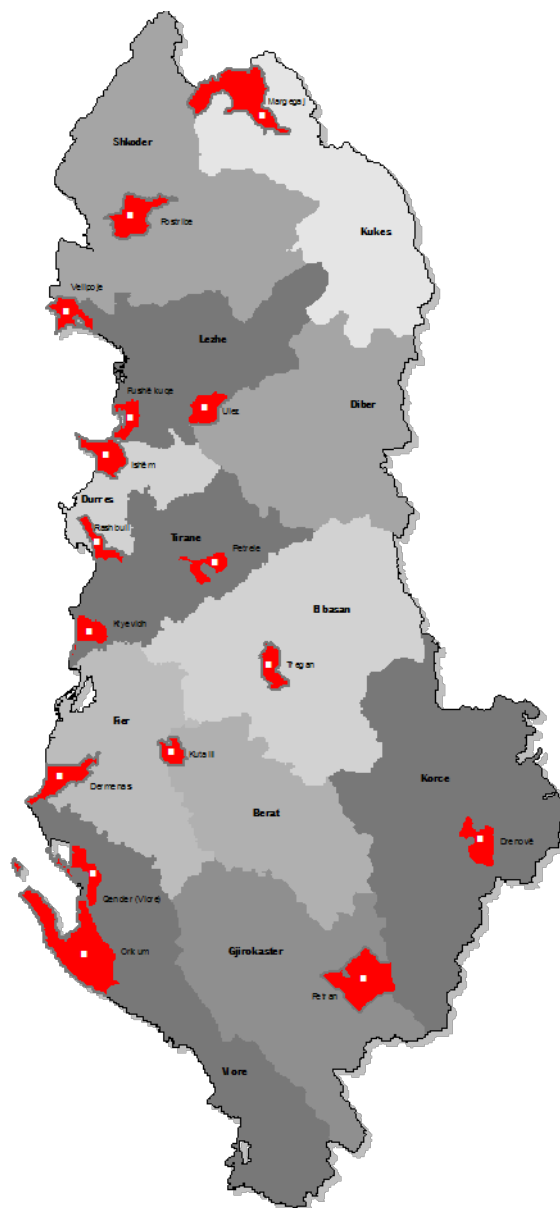 Margegaj
Shkoder
Postribe
Kukes
Velipoje
Lezhe
Fushë kuqe
Ulez
Diber
Ishëm
Durres
Rashbull
Tirane
Petrele
Elbasan
Kryevidh
Tregan
Fier
Kutalli
Dermenas
Korce
Berat
Drenovë
Qender (Vlore)
Orikum
Gjirokaster
Petran
Vlore